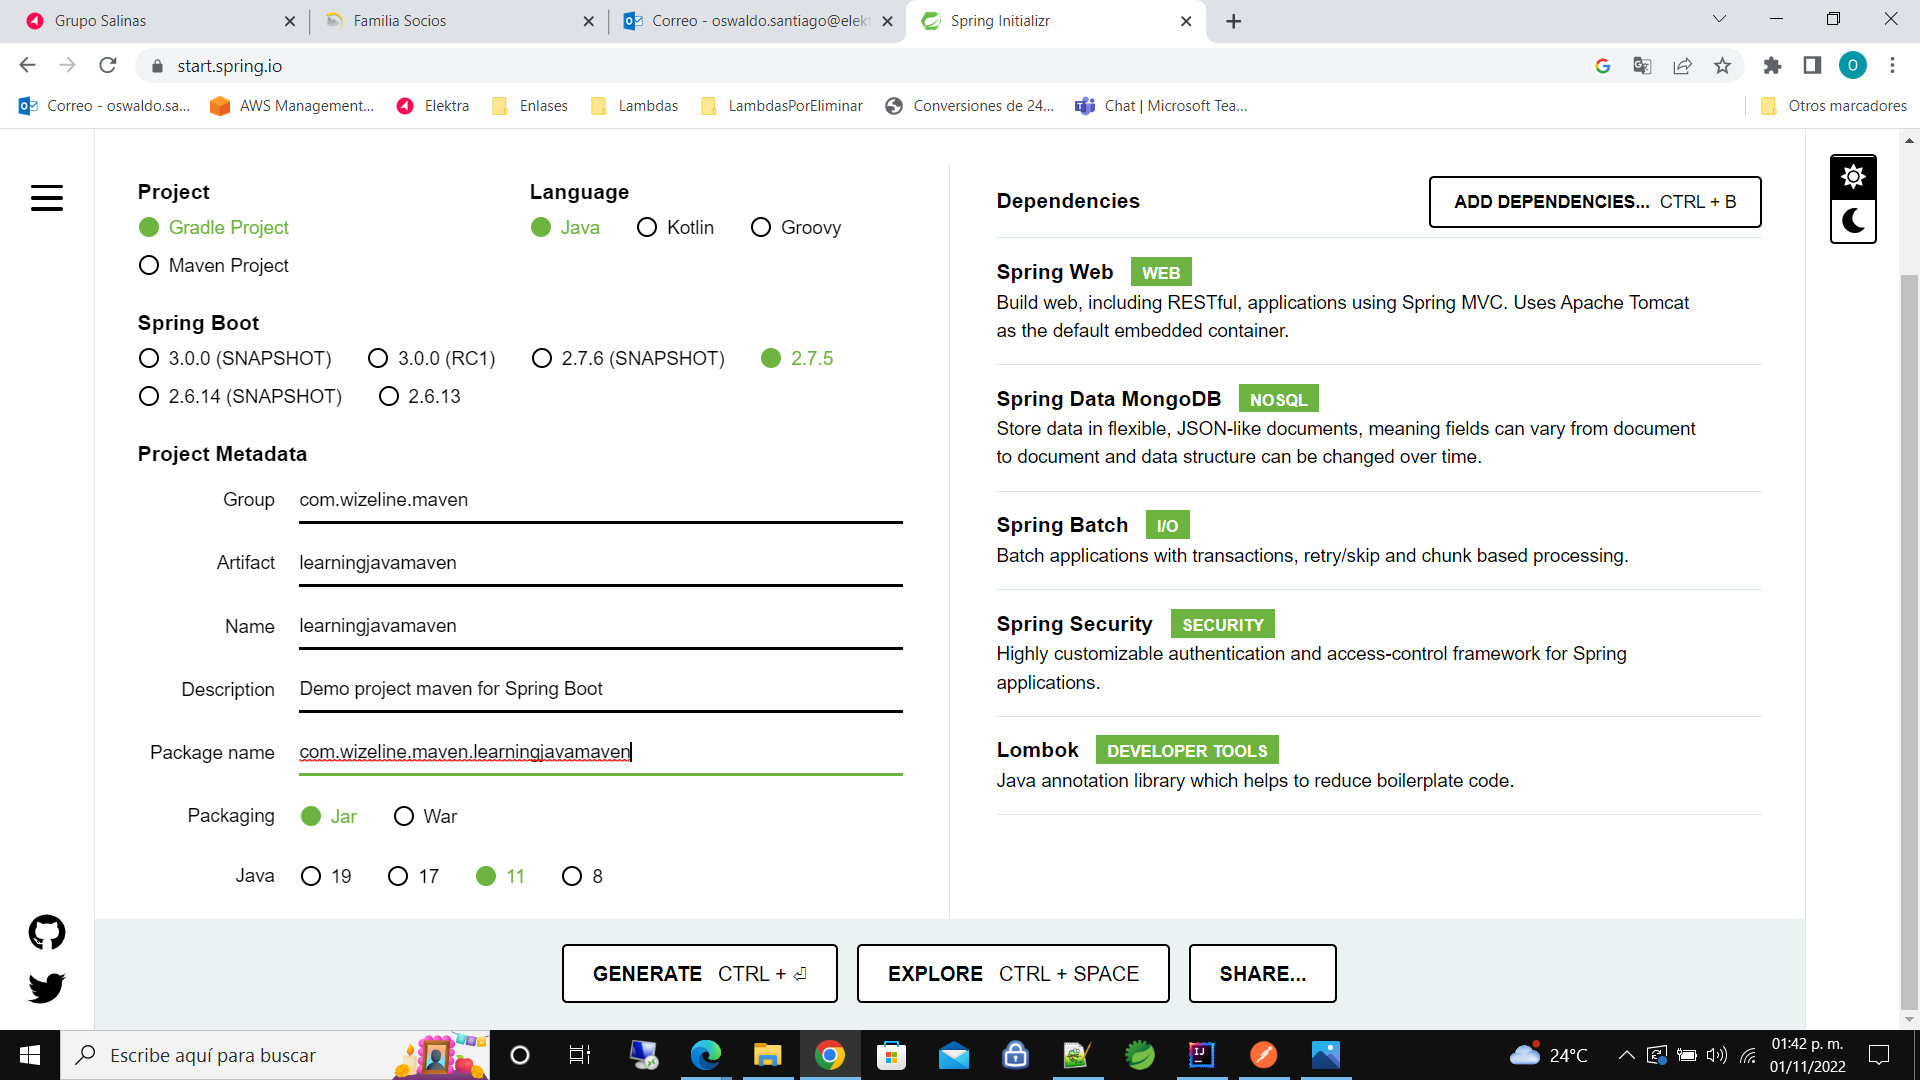 Grupo Salinas
Familia Socios
Correo - oswaldo.santiago@elekt
Spring Initializr
start.spring.io
O
Correo - oswaldo.sa...
AWS Management...
Elektra
Enlases
Lambdas
LambdasPorEliminar
Conversiones de 24...
Chat | Microsoft Tea...
Otros marcadores
Project
Gradle Project
Maven Project
Language
Java Kotlin Groovy
Spring Boot
3.0.0 (SNAPSHOT) 3.0.0 (RC1) 2.7.6 (SNAPSHOT) 2.7.5
2.6.14 (SNAPSHOT) 2.6.13
Project Metadata
Group com.wizeline.maven
Artifact learningjavamaven
Name learningjavamaven
Description Demo project maven for Spring Boot
Package name com.wizeline.maven.learningjavamaven
Packaging Jar War
Java 19 17 11 8
Dependencies
ADD DEPENDENCIES... CTRL + B
Spring Web WEB
Build web, including RESTful, applications using Spring MVC. Uses Apache Tomcat
as the default embedded container.
Spring Data MongoDB NOSQL
Store data in flexible, JSON-like documents, meaning fields can vary from document
to document and data structure can be changed over time.
Spring Batch I/O
Batch applications with transactions, retry/skip and chunk based processing.
Spring Security SECURITY
Highly customizable authentication and access-control framework for Spring
applications.
Lombok DEVELOPER TOOLS
Java annotation library which helps to reduce boilerplate code.
GENERATE CTRL + ⏎
EXPLORE CTRL + SPACE
SHARE...
Escribe aquí para buscar
IJ
24°C
01:42 p. m.
01/11/2022